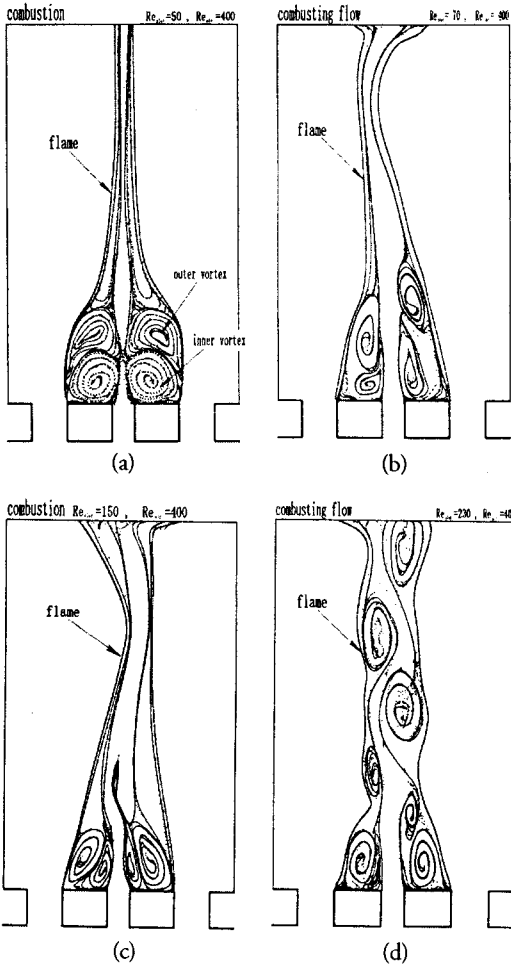 combustion Re =50 , Re =400
flame
outer vortex
inner vortex
(a)
combusting flow Re = 70 , Re = 400
flame
(b)
combustion Re =150 , Re =400
flame
(c)
combusting flow Re =230 , Re
flame
(d)